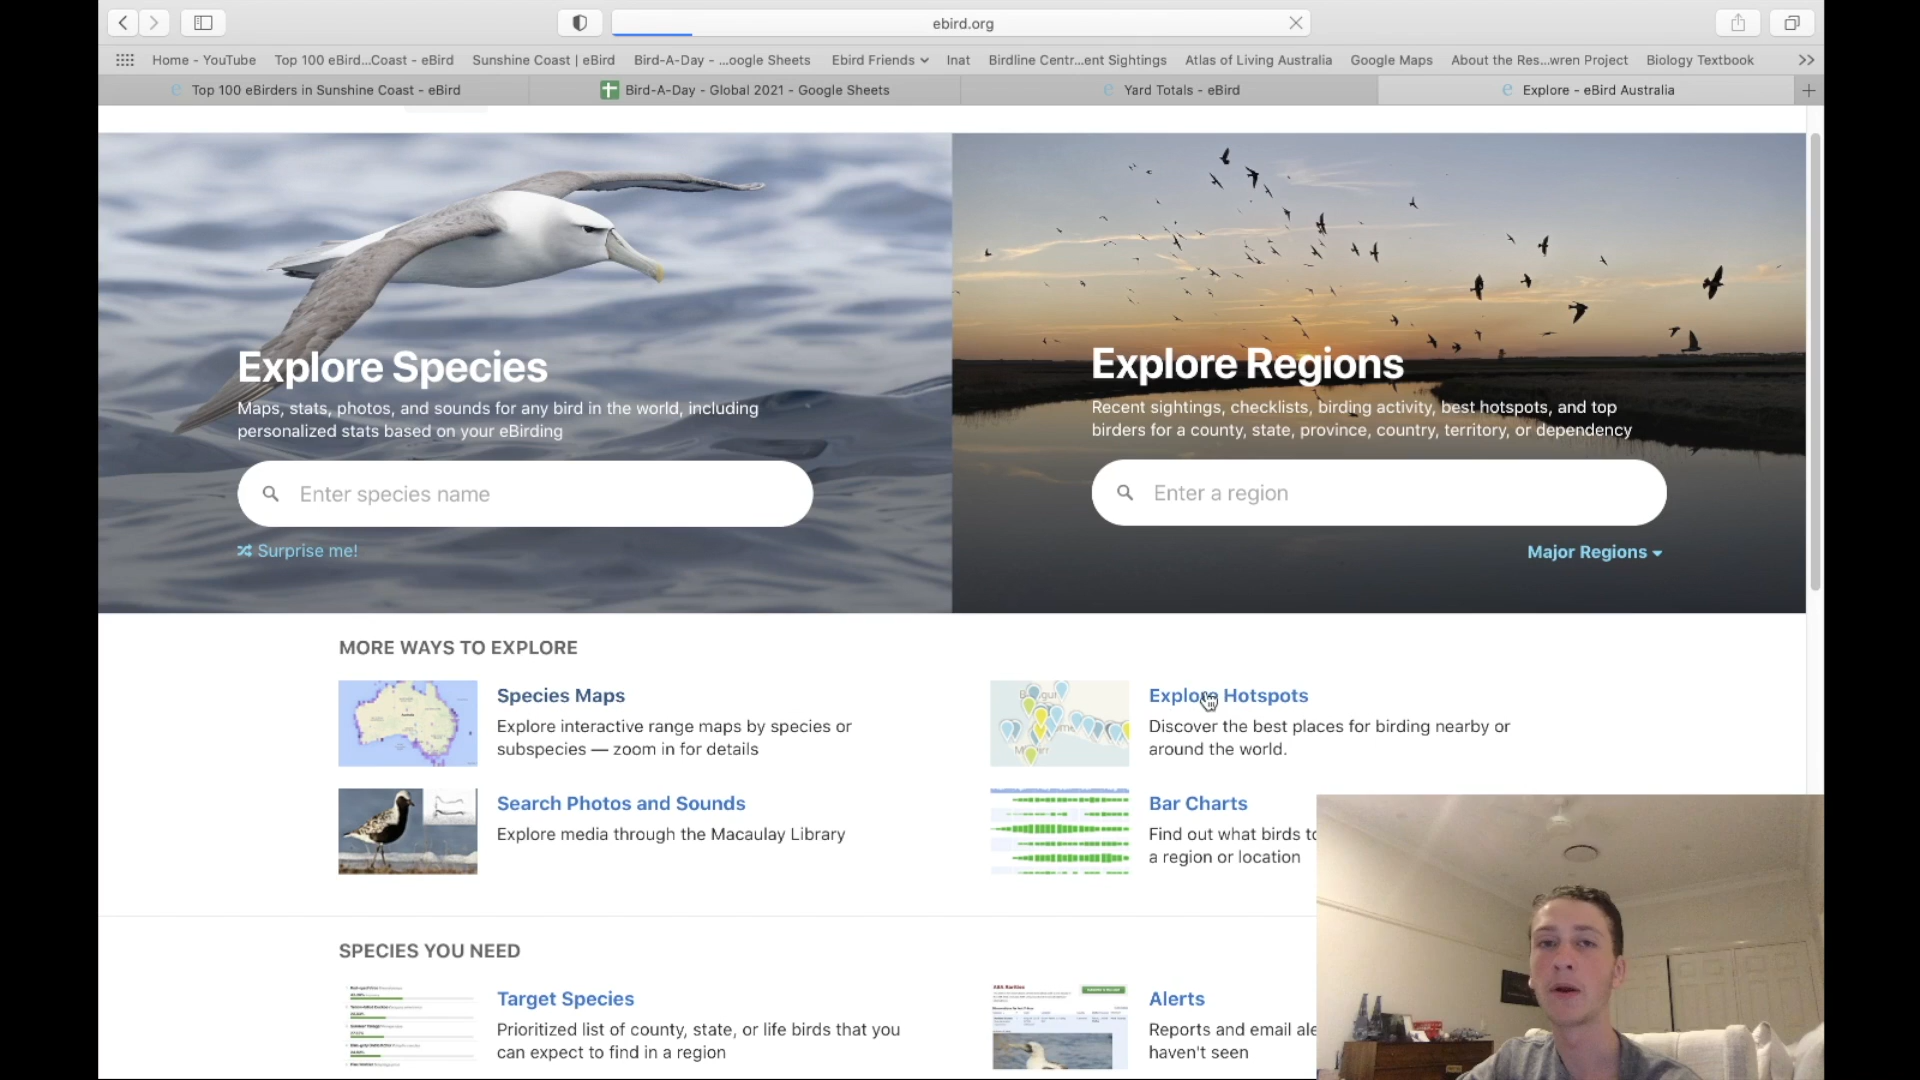 ebird.org
Home - YouTube Top 100 eBird...Coast - eBird Sunshine Coast | eBird Bird-A-Day - ...oogle Sheets Ebird Friends Inat Birdline Centr...ent Sightings Atlas of Living Australia Google Maps About the Res...wren Project Biology Textbook
Top 100 eBirders in Sunshine Coast - eBird Bird-A-Day - Global 2021 - Google Sheets Yard Totals - eBird Explore - eBird Australia
Explore Species
Maps, stats, photos, and sounds for any bird in the world, including
personalized stats based on your eBirding
Enter species name
Surprise me!
Explore Regions
Recent sightings, checklists, birding activity, best hotspots, and top
birders for a county, state, province, country, territory, or dependency
Enter a region
Major Regions
MORE WAYS TO EXPLORE
Species Maps
Explore interactive range maps by species or
subspecies — zoom in for details
Explore Hotspots
Discover the best places for birding nearby or
around the world.
Search Photos and Sounds
Explore media through the Macaulay Library
Bar Charts
Find out what birds to
a region or location
SPECIES YOU NEED
Target Species
Prioritized list of county, state, or life birds that you
can expect to find in a region
Alerts
Reports and email ale
haven't seen